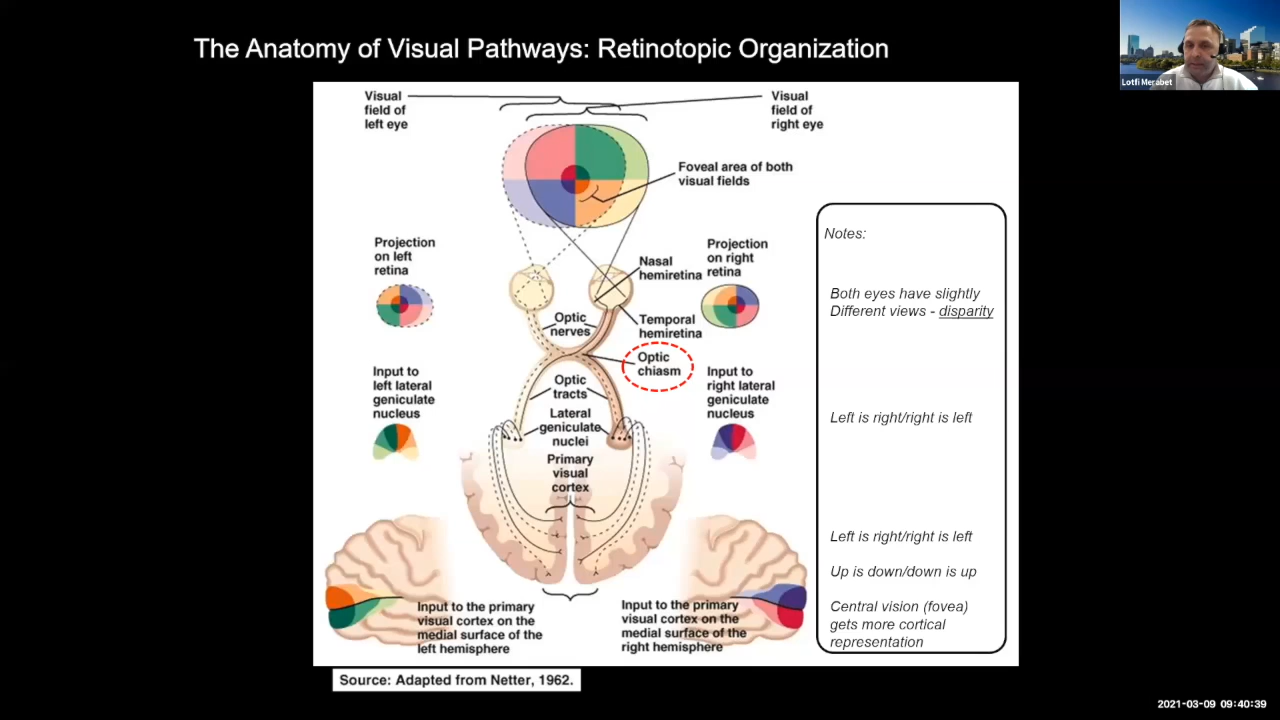 The Anatomy of Visual Pathways: Retinotopic Organization
Lotfi Merabet
Visual
field of
left eye
Visual
field of
right eye
Foveal area of both
visual fields
Projection
on left
retina
Projection
on right
retina
Nasal
hemiretina
Optic
nerves
Temporal
hemiretina
Optic
chiasm
Input to
left lateral
geniculate
nucleus
Optic
tracts
Input to
right lateral
geniculate
nucleus
Lateral
geniculate
nuclei
Primary
visual
cortex
Input to the primary
visual cortex on the
medial surface of the
left hemisphere
Input to the primary
visual cortex on the
medial surface of the
right hemisphere
Notes:
Both eyes have slightly
Different views - disparity
Left is right/right is left
Left is right/right is left
Up is down/down is up
Central vision (fovea)
gets more cortical
representation
Source: Adapted from Netter, 1962.
2021-03-09 09:40:39